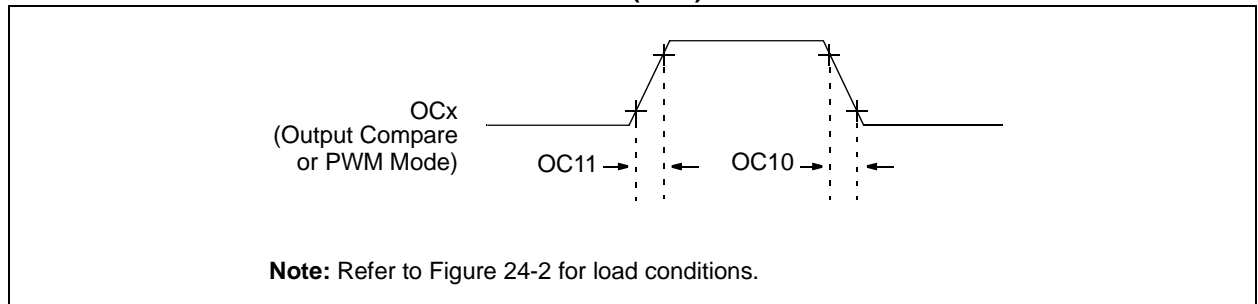 OCx
(Output Compare
or PWM Mode)
OC11
OC10
Note: Refer to Figure 24-2 for load conditions.